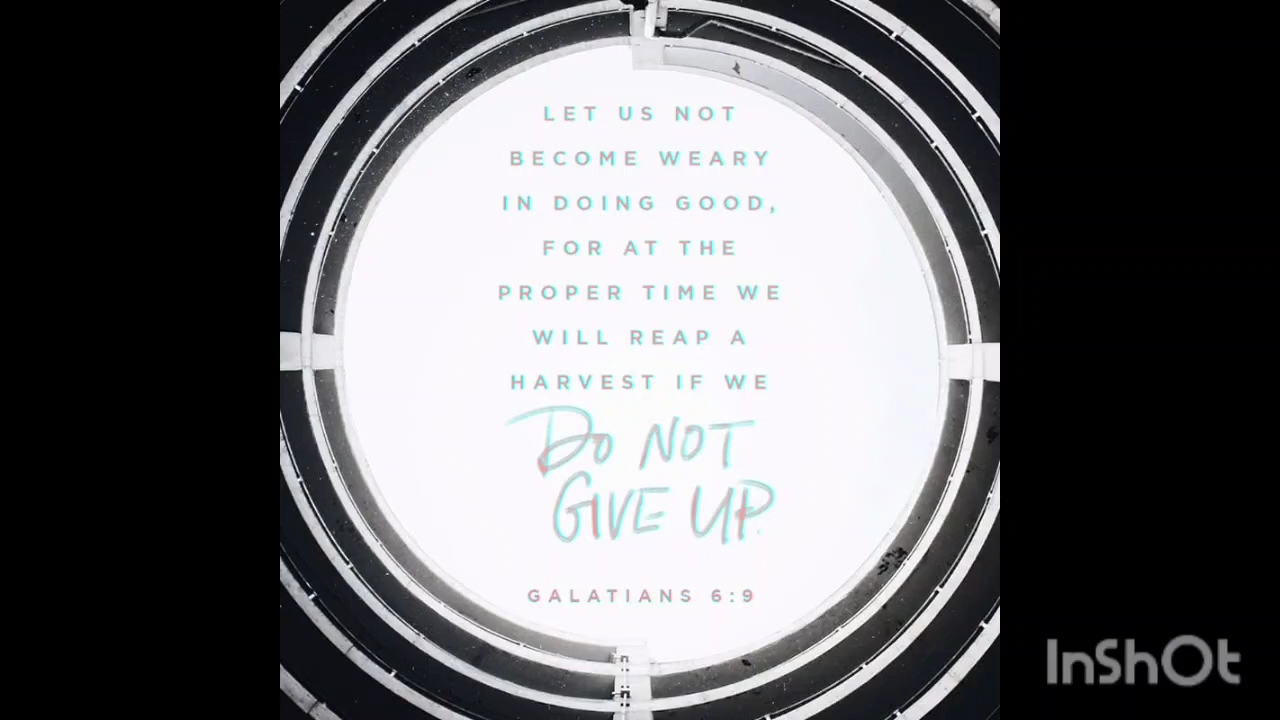 LET US NOT
BECOME WEARY
IN DOING GOOD,
FOR AT THE
PROPER TIME WE
WILL REAP A
HARVEST IF WE
DO NOT
GIVE UP.
GALATIANS 6:9
InShOt